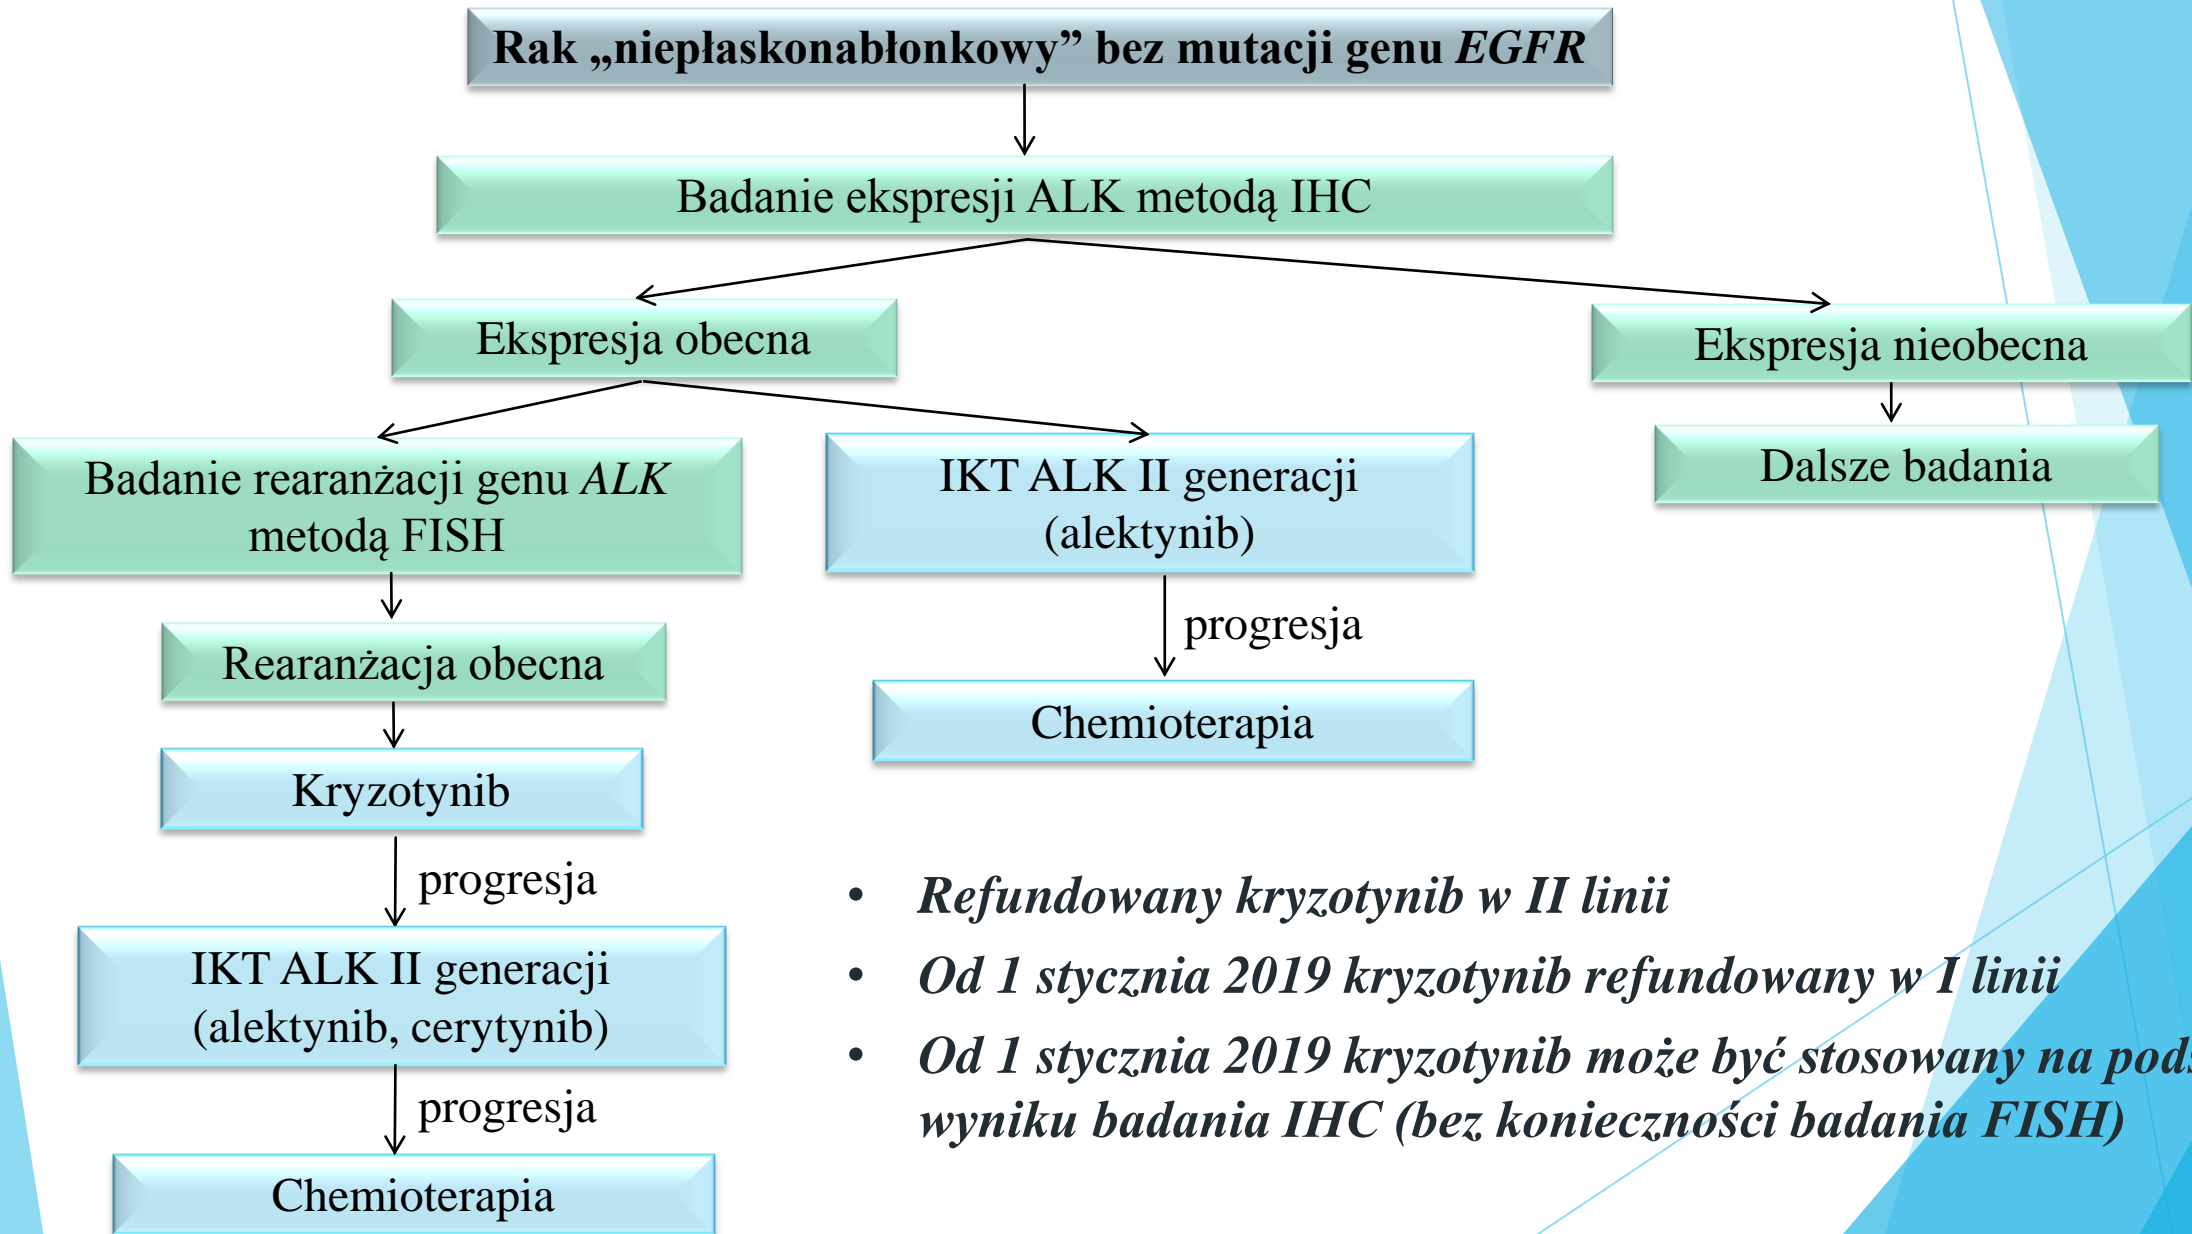 Rak „niepłaskonabłonkowy” bez mutacji genu EGFR
Badanie ekspresji ALK metodą IHC
Ekspresja obecna
Ekspresja nieobecna
Badanie rearanżacji genu ALK
metodą FISH
IKT ALK II generacji
(alektynib)
Dalsze badania
progresja
Rearanżacja obecna
Chemioterapia
Kryzotynib
progresja
IKT ALK II generacji
(alektynib, cerytynib)
progresja
Chemioterapia
• Refundowany kryzotynib w II linii
• Od 1 stycznia 2019 kryzotynib refundowany w I linii
• Od 1 stycznia 2019 kryzotynib może być stosowany na
wyniku badania IHC (bez konieczności badania FISH)